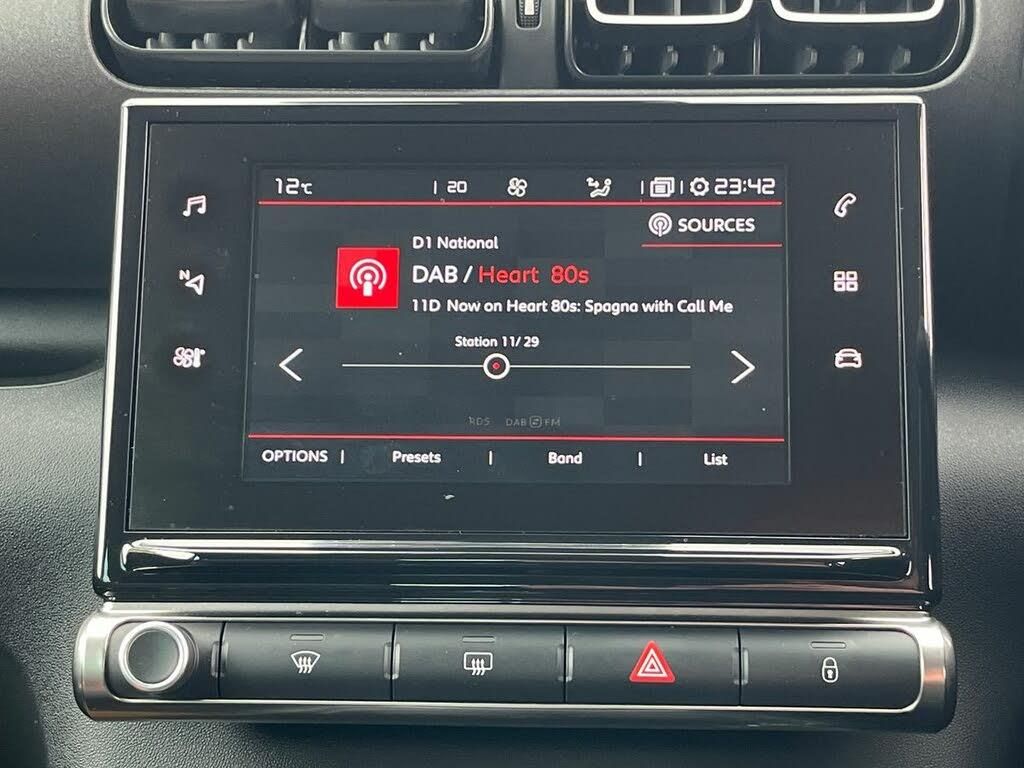 12°C | 20 | | 23:42
SOURCES
D1 National
DAB / Heart 80s
11D Now on Heart 80s: Spagna with Call Me
Station 11/29
N
RDS DAB S FM
OPTIONS | Presets | Band | List